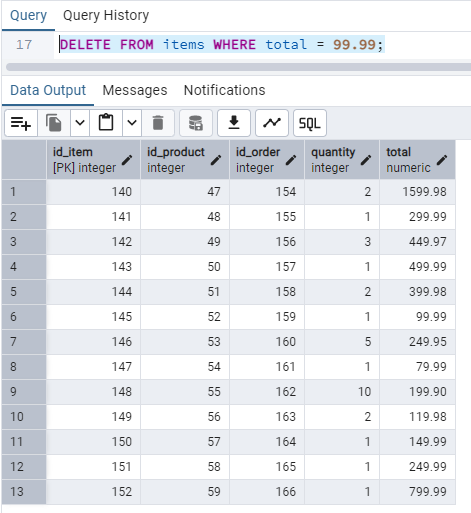 Query Query History
17 DELETE FROM items WHERE total = 99.99;
Data Output Messages Notifications
SQL
id_item id_product id_order quantity total
[PK] integer integer integer integer numeric
1 140 47 154 2 1599.98
2 141 48 155 1 299.99
3 142 49 156 3 449.97
4 143 50 157 1 499.99
5 144 51 158 2 399.98
6 145 52 159 1 99.99
7 146 53 160 5 249.95
8 147 54 161 1 79.99
9 148 55 162 10 199.90
10 149 56 163 2 119.98
11 150 57 164 1 149.99
12 151 58 165 1 249.99
13 152 59 166 1 799.99